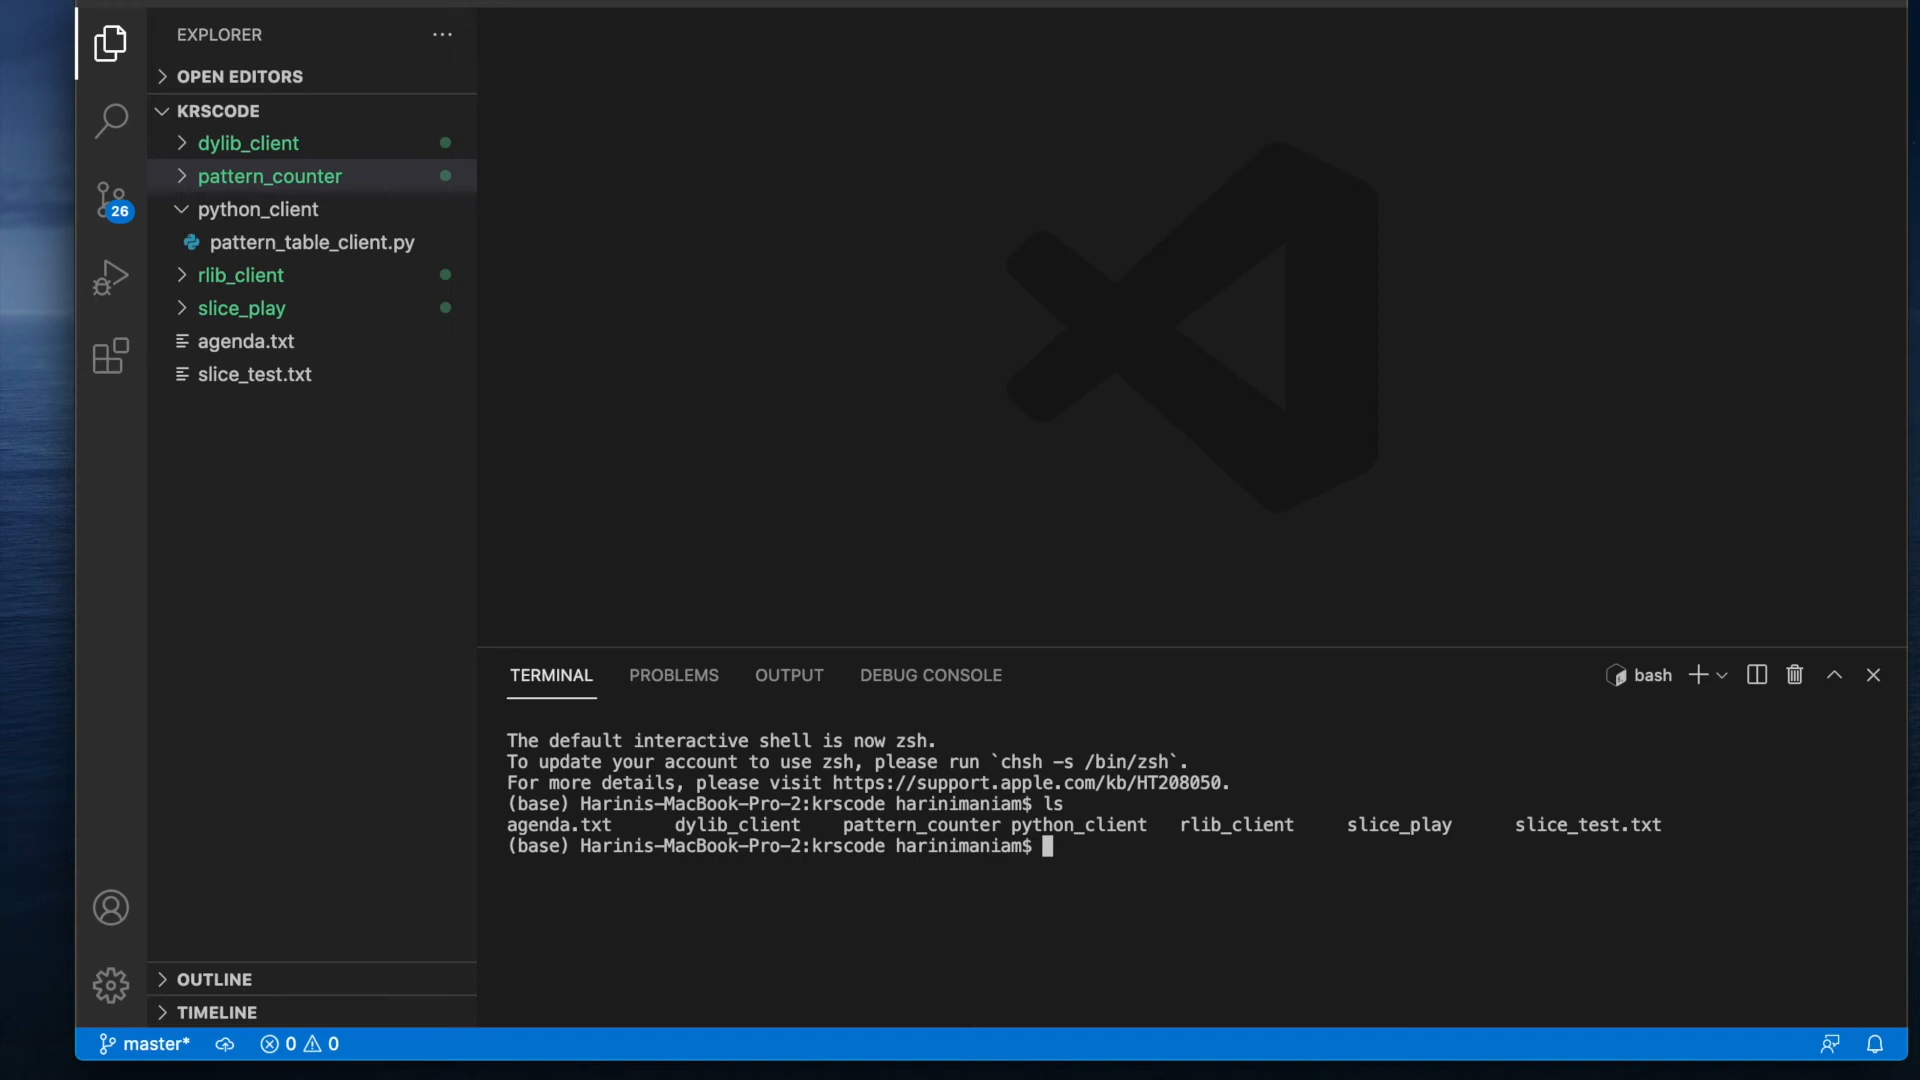 EXPLORER
OPEN EDITORS
KRSCODE
dylib_client
pattern_counter
python_client
pattern_table_client.py
rlib_client
slice_play
agenda.txt
slice_test.txt
26
OUTLINE
TIMELINE
TERMINAL PROBLEMS OUTPUT DEBUG CONSOLE bash
The default interactive shell is now zsh.
To update your account to use zsh, please run `chsh -s /bin/zsh`.
For more details, please visit https://support.apple.com/kb/HT208050.
(base) Harinis-MacBook-Pro-2:krscode harinimaniam$ ls
agenda.txt dylib_client pattern_counter python_client rlib_client slice_play slice_test.txt
(base) Harinis-MacBook-Pro-2:krscode harinimaniam$
master* 0 0